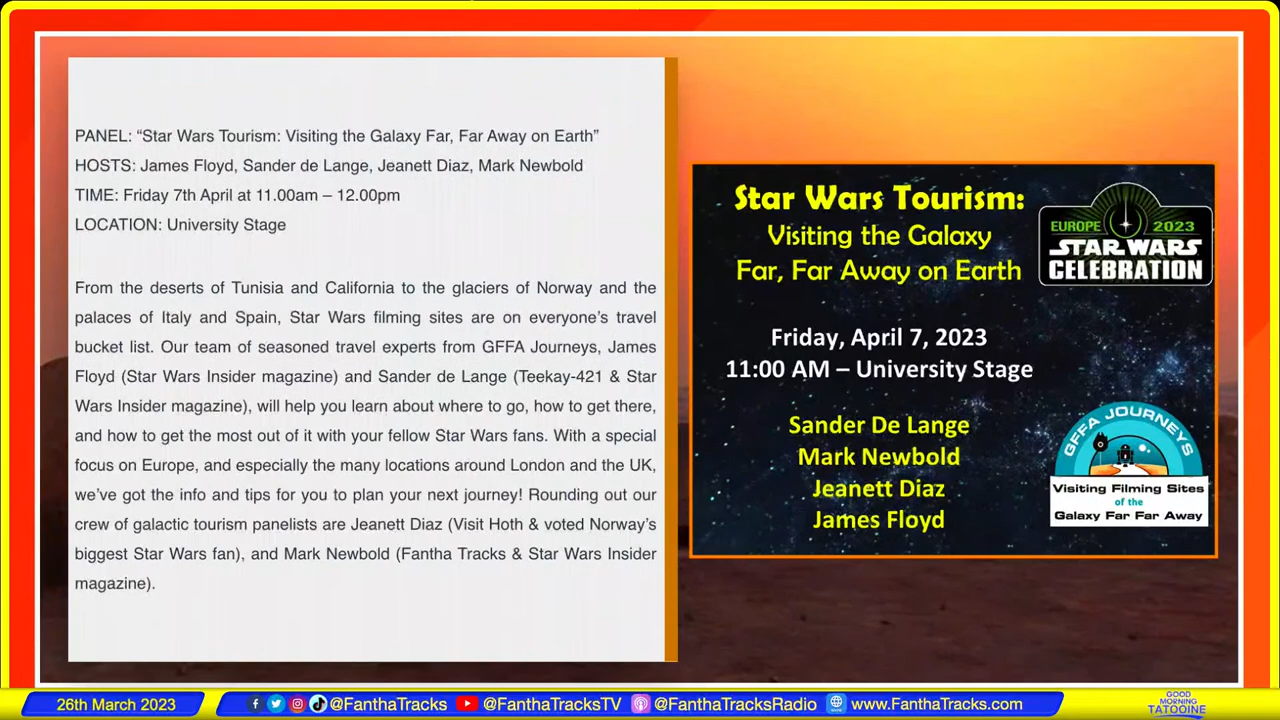 PANEL: “Star Wars Tourism: Visiting the Galaxy Far, Far Away on Earth”
HOSTS: James Floyd, Sander de Lange, Jeanett Diaz, Mark Newbold
TIME: Friday 7th April at 11.00am – 12.00pm
LOCATION: University Stage
From the deserts of Tunisia and California to the glaciers of Norway and the
palaces of Italy and Spain, Star Wars filming sites are on everyone’s travel
bucket list. Our team of seasoned travel experts from GFFA Journeys, James
Floyd (Star Wars Insider magazine) and Sander de Lange (Teekay-421 & Star
Wars Insider magazine), will help you learn about where to go, how to get there,
and how to get the most out of it with your fellow Star Wars fans. With a special
focus on Europe, and especially the many locations around London and the UK,
we’ve got the info and tips for you to plan your next journey! Rounding out our
crew of galactic tourism panelists are Jeanett Diaz (Visit Hoth & voted Norway’s
biggest Star Wars fan), and Mark Newbold (Fantha Tracks & Star Wars Insider
magazine).
Star Wars Tourism:
Visiting the Galaxy
Far, Far Away on Earth
EUROPE 2023
STAR WARS
CELEBRATION
Friday, April 7, 2023
11:00 AM – University Stage
Sander De Lange
Mark Newbold
Jeanett Diaz
James Floyd
GFFA JOURNEYS
Visiting Filming Sites
of the
Galaxy Far Far Away
26th March 2023
@FanthaTracks
@FanthaTracksTV
@FanthaTracksRadio
www.FanthaTracks.com
GOOD
MORNING
TATOOINE